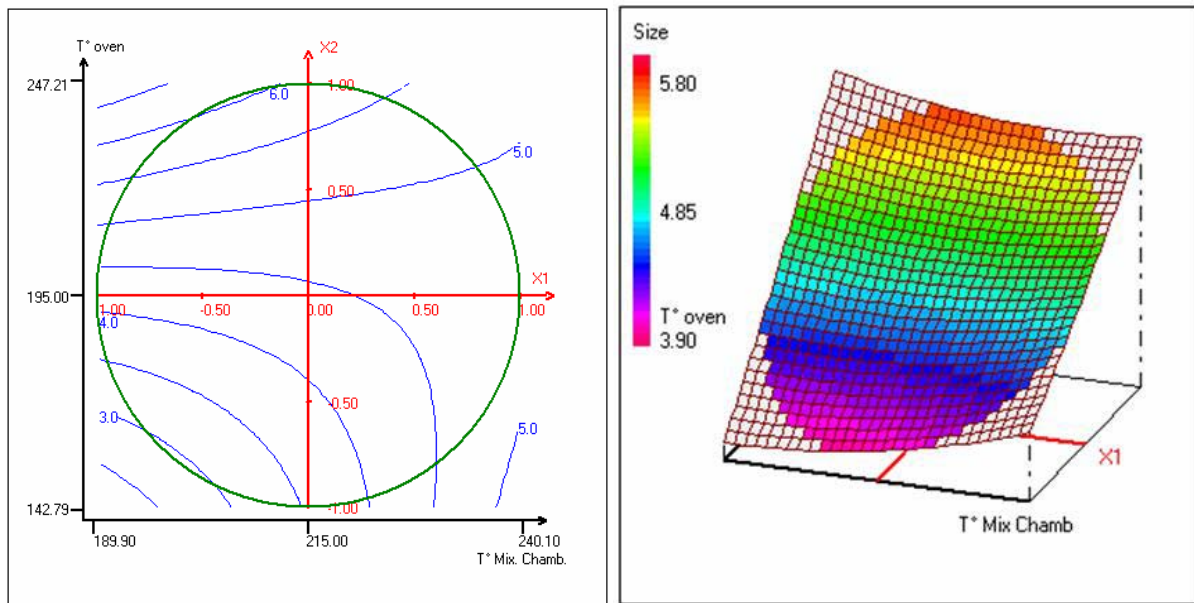 T° oven
X2
247.21
1.00
6.0
5.0
0.50
195.00
X1
1.00
-0.50
0.00
0.50
1.00
4.0
-0.50
3.0
5.0
142.79
-1.00
189.90
215.00
240.10
T° Mix. Chamb.
Size
5.80
4.85
T° oven
3.90
X1
T° Mix Chamb